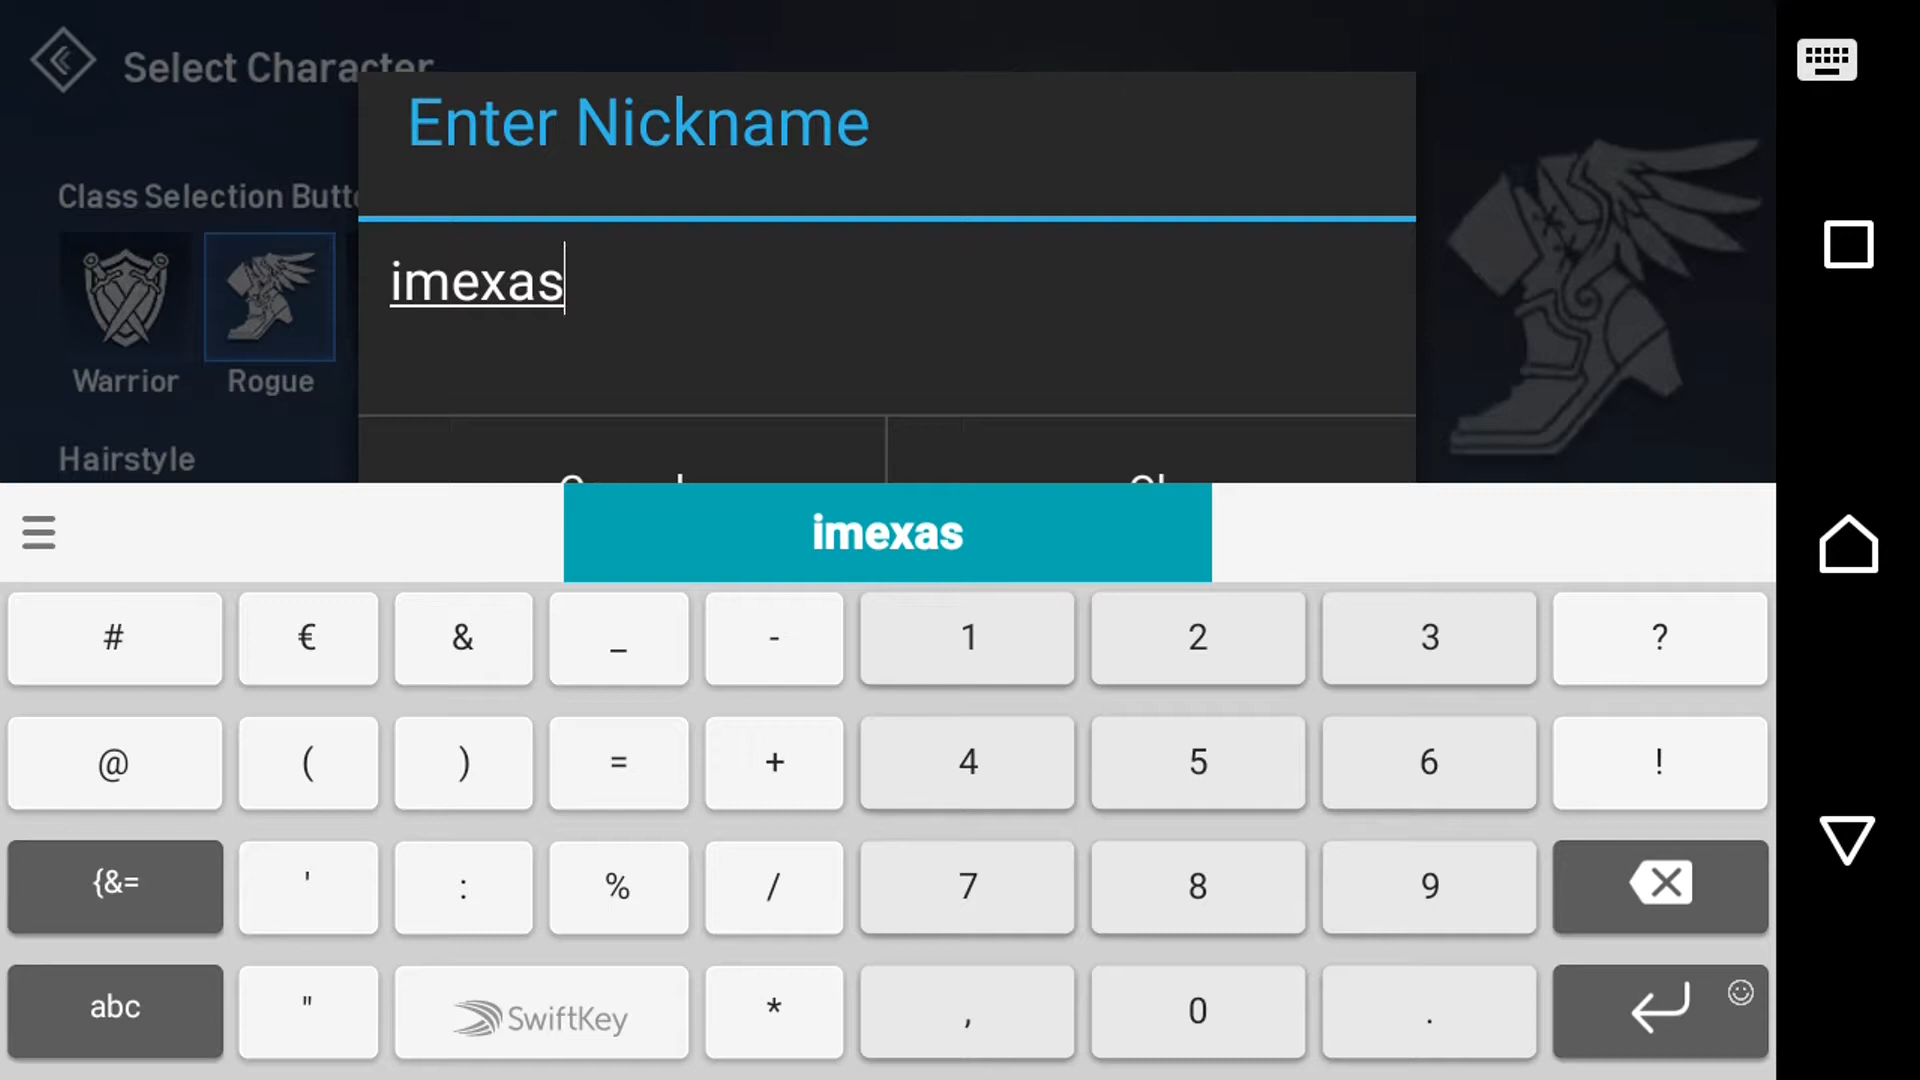 Select Character
Enter Nickname
Class Selection
imexas
Warrior
Rogue
Hairstyle
imexas
# € & _ - 1 2 3 ?
@ ( ) = + 4 5 6 !
{&= ' : % / 7 8 9
abc " SwiftKey * , 0 .